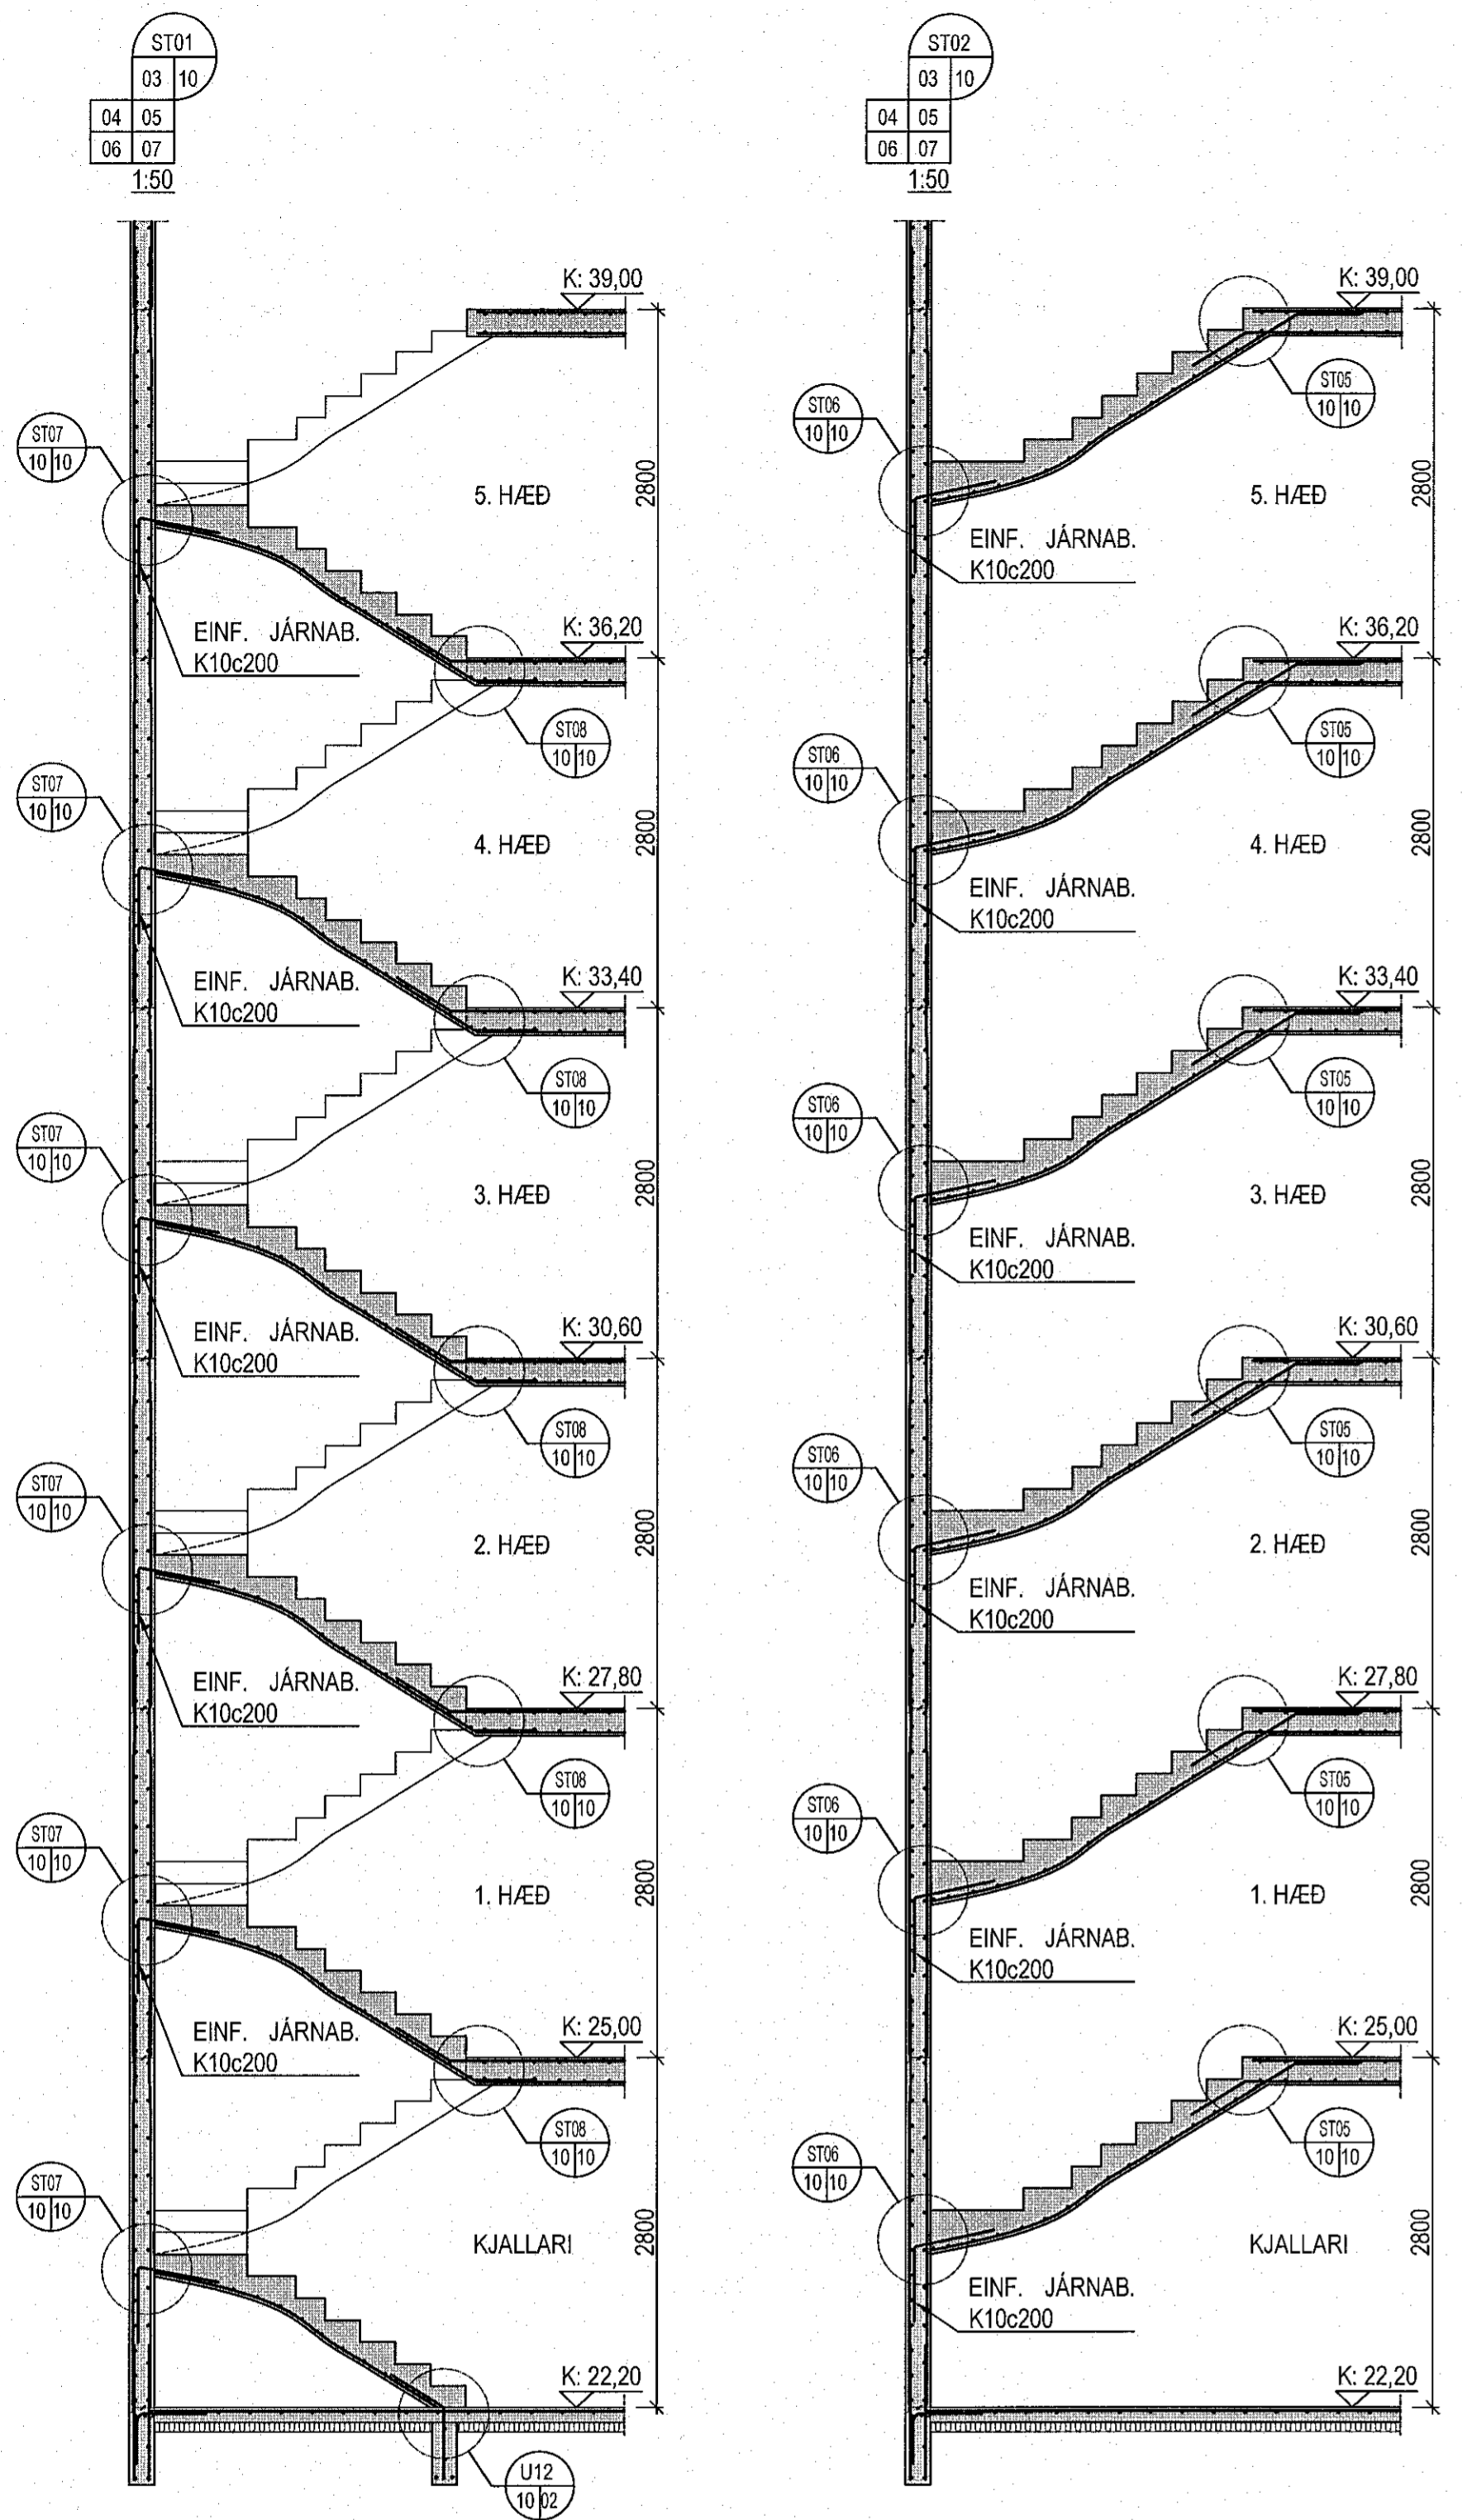 ST01
03 10
04 05
06 07
1:50
K: 39,00
ST07
10 10
5. HÆÐ
2800
EINF. JÁRNAB.
K10c200
K: 36,20
ST08
10 10
ST07
10 10
4. HÆÐ
2800
EINF. JÁRNAB.
K10c200
K: 33,40
ST08
10 10
ST07
10 10
3. HÆÐ
2800
EINF. JÁRNAB.
K10c200
K: 30,60
ST08
10 10
ST07
10 10
2. HÆÐ
2800
EINF. JÁRNAB.
K10c200
K: 27,80
ST08
10 10
ST07
10 10
1. HÆÐ
2800
EINF. JÁRNAB.
K10c200
K: 25,00
ST08
10 10
ST07
10 10
KJALLARI
2800
K: 22,20
U12
10 02
ST02
03 10
04 05
06 07
1:50
K: 39,00
ST05
10 10
ST06
10 10
5. HÆÐ
2800
EINF. JÁRNAB.
K10c200
K: 36,20
ST05
10 10
ST06
10 10
4. HÆÐ
2800
EINF. JÁRNAB.
K10c200
K: 33,40
ST05
10 10
ST06
10 10
3. HÆÐ
2800
EINF. JÁRNAB.
K10c200
K: 30,60
ST05
10 10
ST06
10 10
2. HÆÐ
2800
EINF. JÁRNAB.
K10c200
K: 27,80
ST05
10 10
ST06
10 10
1. HÆÐ
2800
EINF. JÁRNAB.
K10c200
K: 25,00
ST05
10 10
ST06
10 10
KJALLARI
2800
EINF. JÁRNAB.
K10c200
K: 22,20